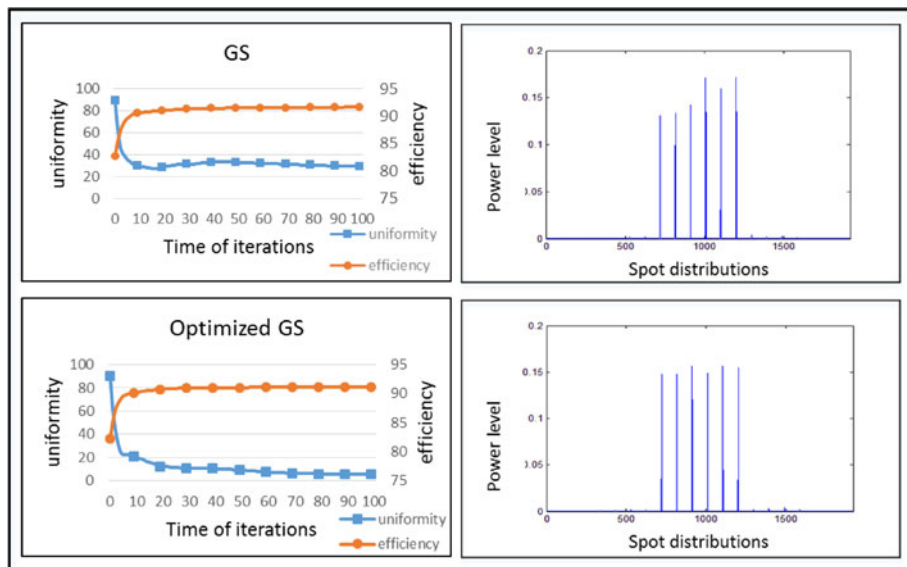 GS
100
80
60
40
20
0
uniformity
95
90
85
80
75
efficiency
0 10 20 30 40 50 60 70 80 90 100
Time of iterations
uniformity
efficiency
0.2
0.15
0.1
0.05
0
Power level
0 500 1000 1500
Spot distributions
Optimized GS
100
80
60
40
20
0
uniformity
95
90
85
80
75
efficiency
0 10 20 30 40 50 60 70 80 90 100
Time of iterations
uniformity
efficiency
0.2
0.15
0.1
0.05
0
Power level
0 500 1000 1500
Spot distributions